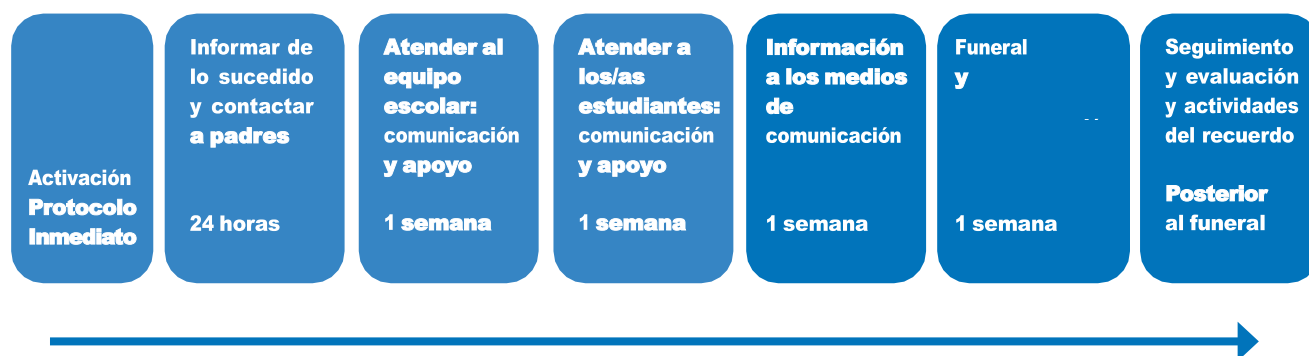 Activación
Protocolo
Inmediato
Informar de
lo sucedido
y contactar
a padres
24 horas
Atender al
equipo
escolar:
comunicación
y apoyo
1 semana
Atender a
los/as
estudiantes:
comunicación
y apoyo
1 semana
Información
a los medios
de
comunicación
1 semana
Funeral
y
1 semana
Seguimiento
y evaluación
y actividades
del recuerdo
Posterior
al funeral